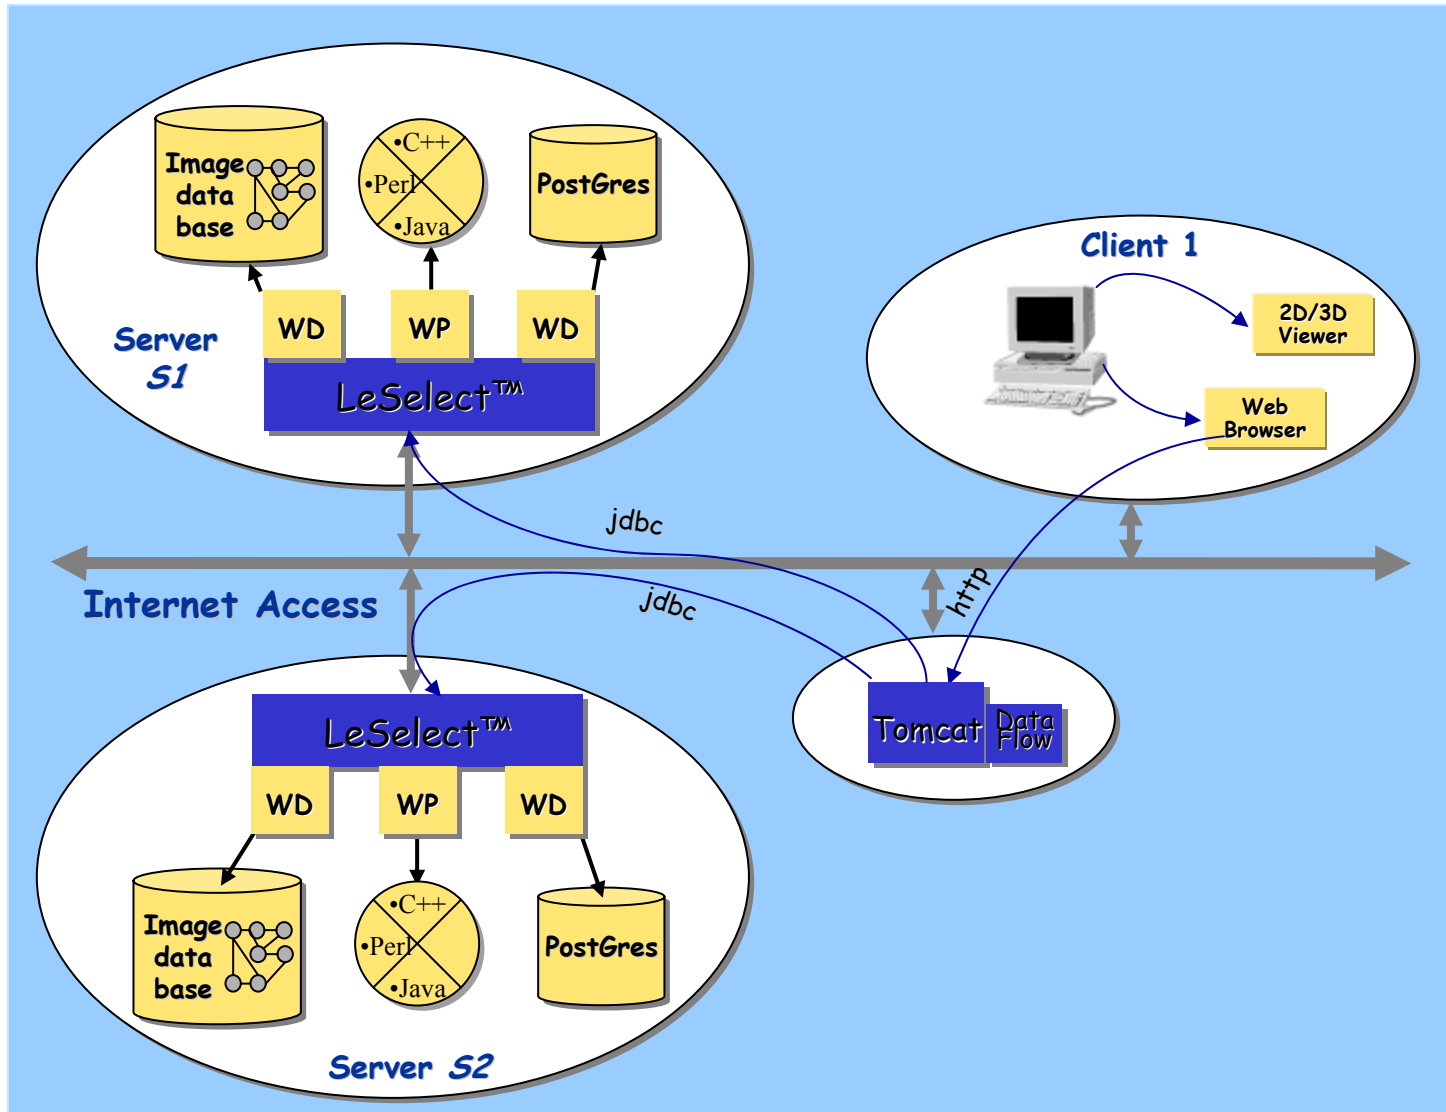 Image
data
base
•C++
•Perl
•Java
PostGres
WD
WP
WD
Server
S1
LeSelect™
Client 1
2D/3D
Viewer
Web
Browser
jdbc
Internet Access
jdbc
http
LeSelect™
WD
WP
WD
Tomcat
Data
Flow
Image
data
base
•C++
•Perl
•Java
PostGres
Server S2